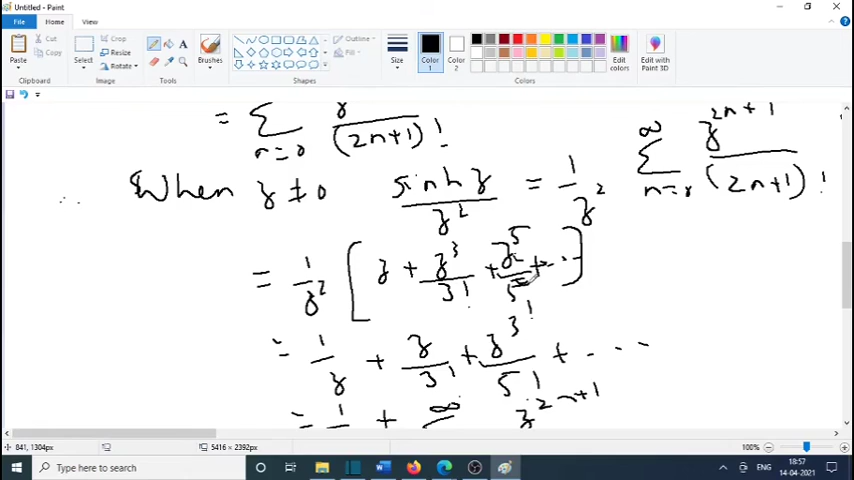 Untitled - Paint
File Home View
Paste
Cut
Copy
Clipboard
Select
Crop
Resize
Rotate
Image
Tools
Brushes
Shapes
Outline
Fill
Size
Color 1
Color 2
Colors
Edit colors
Edit with Paint 3D
= Σ_{n=0} z / (2n+1)!
∴ When z ≠ 0 sinh z / z² = 1/z² Σ_{n=0}^{∞} z^{2n+1} / (2n+1)!
= 1/z² [ z + z³/3! + z⁵/5! + ... ]
= 1/z + z/3! + z³/5! + ...
= 1 + ∞ z^{2n+1}
841, 1304px
5416 × 2392px
100%
Type here to search
ENG
18:57
14-04-2021